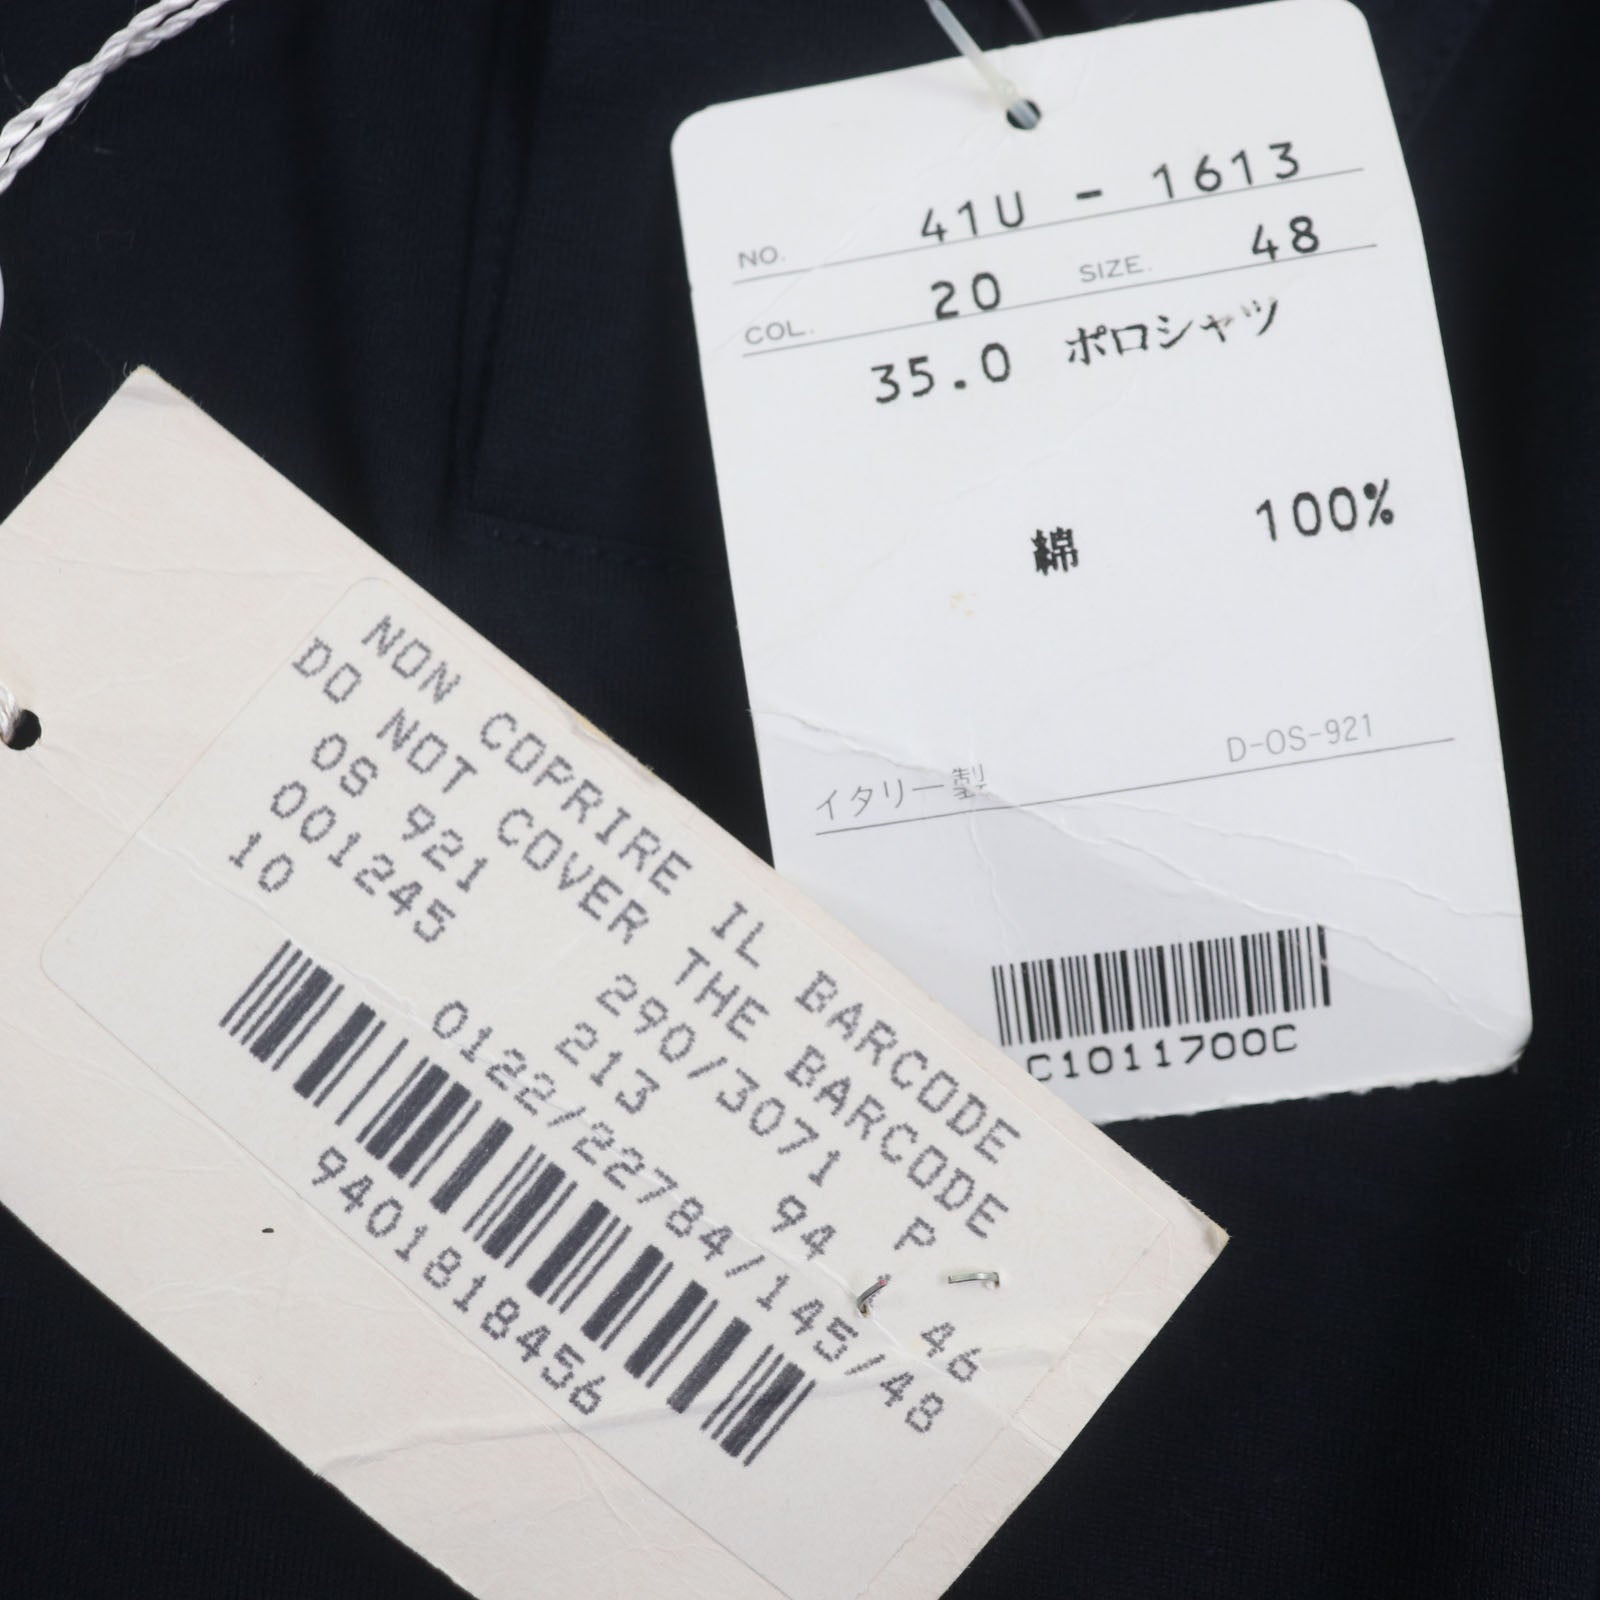 NO. 41U - 1613
COL. 20 SIZE. 48
35.0 ポロシャツ
綿 100%
D-OS-921
イタリー製
C1011700C
NON COPRIRE IL BARCODE
DO NOT COVER THE BARCODE
OS 921 290/3071 P
001245 213 94 46
10 0122/22784/145/48
9401818456